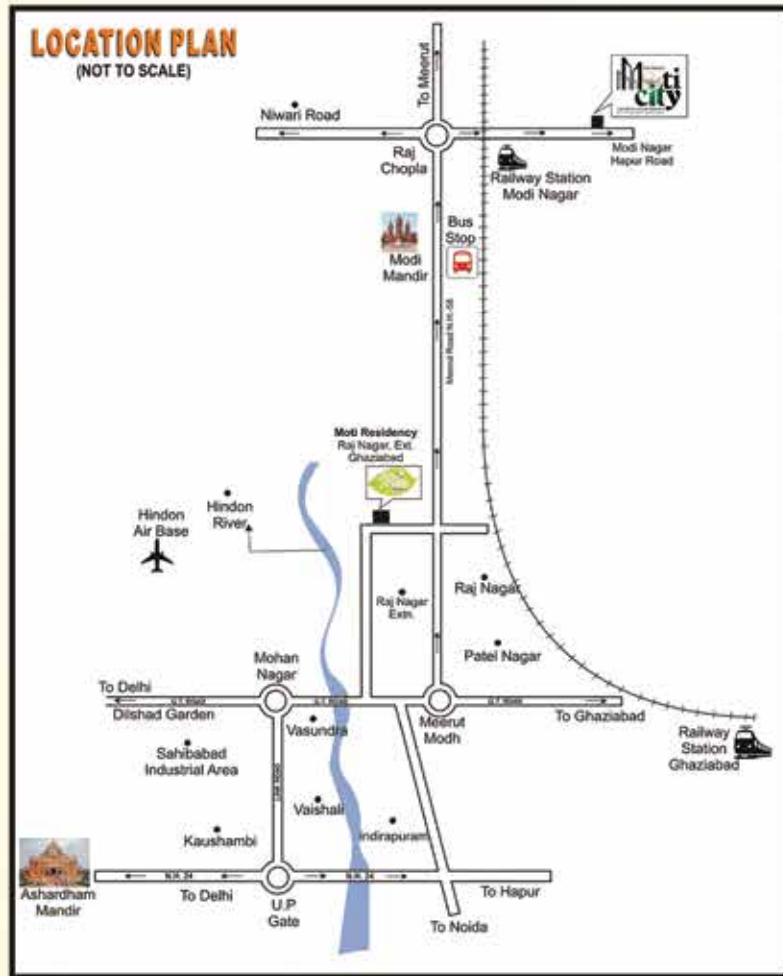 LOCATION PLAN
(NOT TO SCALE)
To Meerut
Moti
city
Niwari Road
Raj
Chopla
Modi Nagar
Hapur Road
Railway Station
Modi Nagar
Bus
Stop
Modi
Mandir
Meerut Road N.H.-58
Moti Residency
Raj Nagar, Ext.
Ghaziabad
Hindon
River
Hindon
Air Base
Raj Nagar
Raj Nagar
Extn.
Patel Nagar
Mohan
Nagar
To Delhi
G.T. ROAD
G.T. ROAD
G.T. ROAD
Dilshad Garden
Meerut
Modh
To Ghaziabad
Vasundra
Railway
Station
Ghaziabad
Sahibabad
Industrial Area
LINK ROAD
Vaishali
Indirapuram
Kaushambi
Ashardham
Mandir
N.H. 24
N.H. 24
To Delhi
U.P
Gate
To Hapur
To Noida